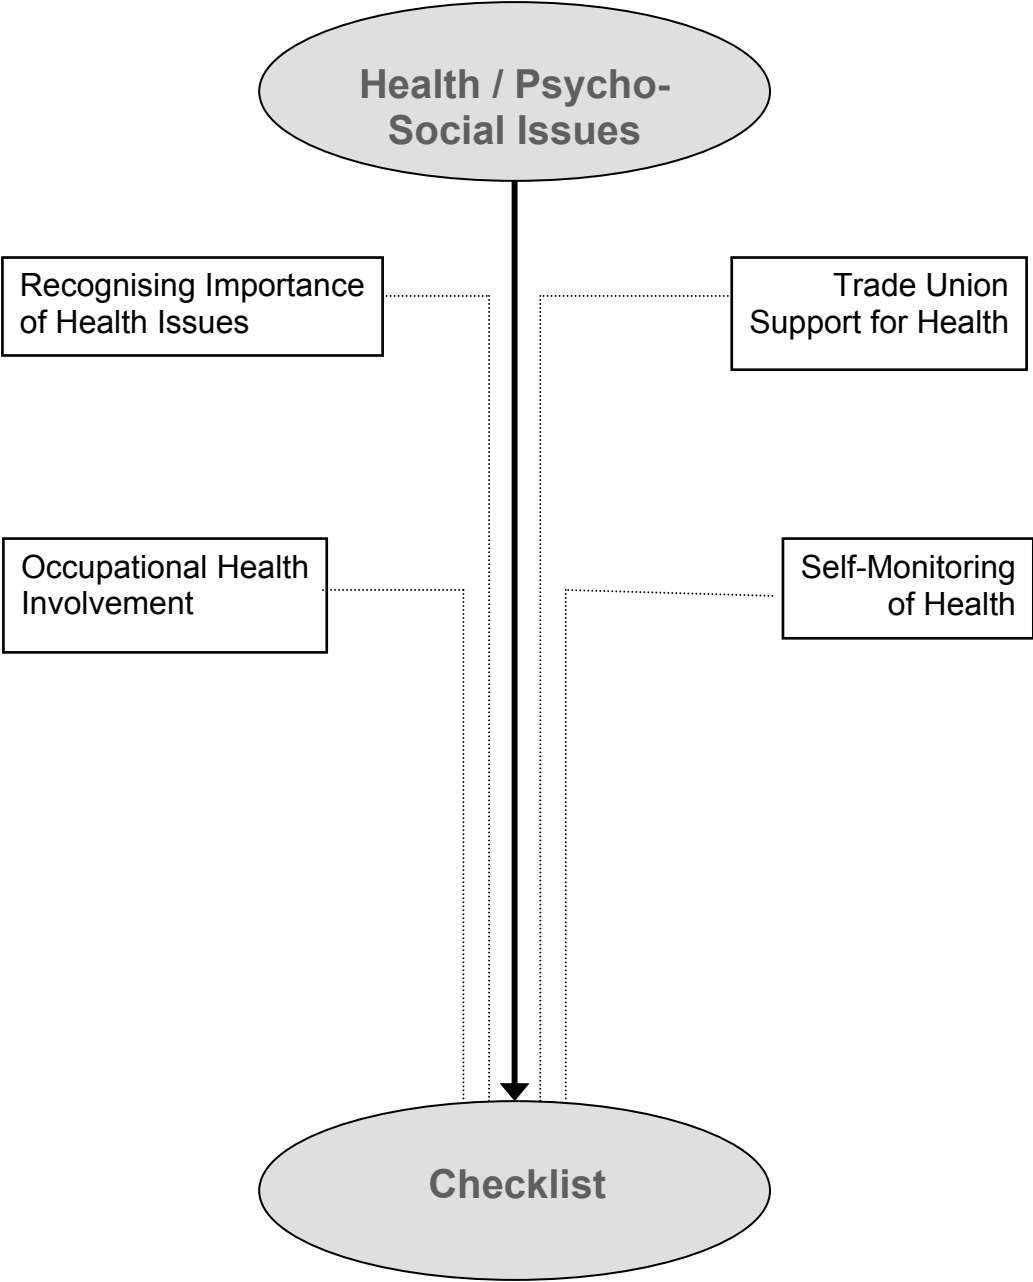 Health / Psycho-
Social Issues
Recognising Importance
of Health Issues
Trade Union
Support for Health
Occupational Health
Involvement
Self-Monitoring
of Health
Checklist